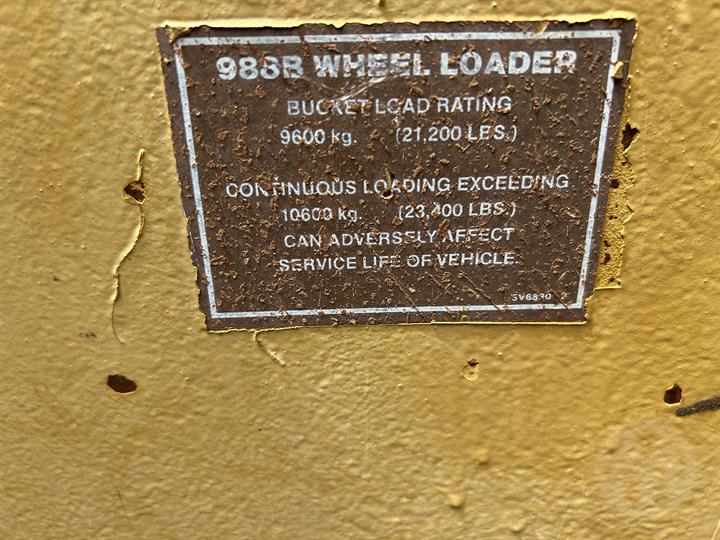 988B WHEEL LOADER
BUCKET LOAD RATING
9600 kg. (21,200 LBS.)
CONTINUOUS LOADING EXCEEDING
10600 kg. (23,400 LBS.)
CAN ADVERSELY AFFECT
SERVICE LIFE OF VEHICLE.